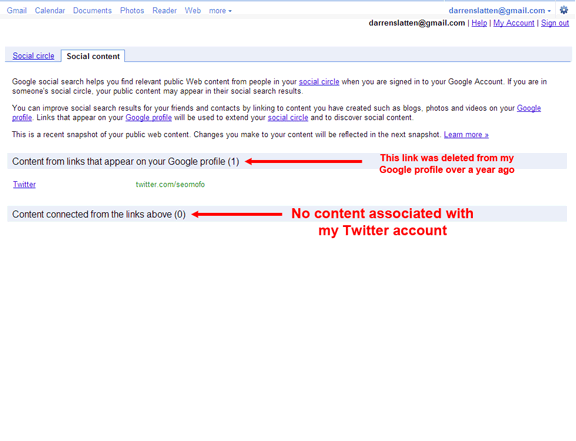 Gmail Calendar Documents Photos Reader Web more darrenslatten@gmail.com
darrenslatten@gmail.com | Help | My Account | Sign out
Social circle Social content
Google social search helps you find relevant public Web content from people in your social circle when you are signed in to your Google Account. If you are in
someone's social circle, your public content may appear in their social search results.
You can improve social search results for your friends and contacts by linking to content you have created such as blogs, photos and videos on your Google
profile. Links that appear on your Google profile will be used to extend your social circle and to discover social content.
This is a recent snapshot of your public web content. Changes you make to your content will be reflected in the next snapshot. Learn more »
Content from links that appear on your Google profile (1)
This link was deleted from my
Google profile over a year ago
Twitter twitter.com/seomofo
Content connected from the links above (0)
No content associated with
my Twitter account